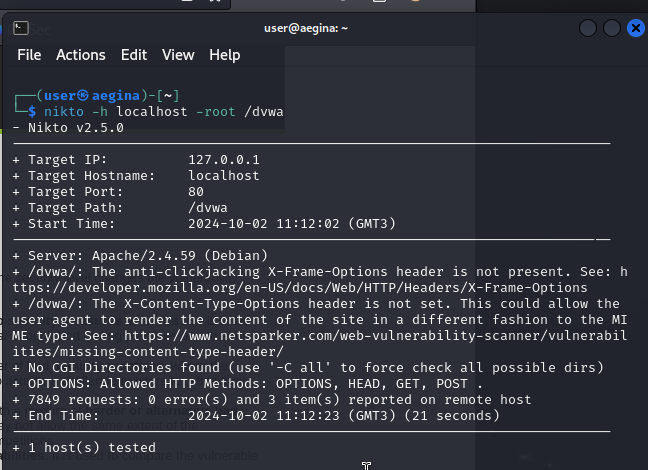 user@aegina: ~
File Actions Edit View Help
┌──(user㉿aegina)-[~]
└─$ nikto -h localhost -root /dvwa
- Nikto v2.5.0
+ Target IP: 127.0.0.1
+ Target Hostname: localhost
+ Target Port: 80
+ Target Path: /dvwa
+ Start Time: 2024-10-02 11:12:02 (GMT3)
+ Server: Apache/2.4.59 (Debian)
+ /dvwa/: The anti-clickjacking X-Frame-Options header is not present. See: h
ttps://developer.mozilla.org/en-US/docs/Web/HTTP/Headers/X-Frame-Options
+ /dvwa/: The X-Content-Type-Options header is not set. This could allow the
user agent to render the content of the site in a different fashion to the MI
ME type. See: https://www.netsparker.com/web-vulnerability-scanner/vulnerabil
ities/missing-content-type-header/
+ No CGI Directories found (use '-C all' to force check all possible dirs)
+ OPTIONS: Allowed HTTP Methods: OPTIONS, HEAD, GET, POST .
+ 7849 requests: 0 error(s) and 3 item(s) reported on remote host
+ End Time: 2024-10-02 11:12:23 (GMT3) (21 seconds)
+ 1 host(s) tested